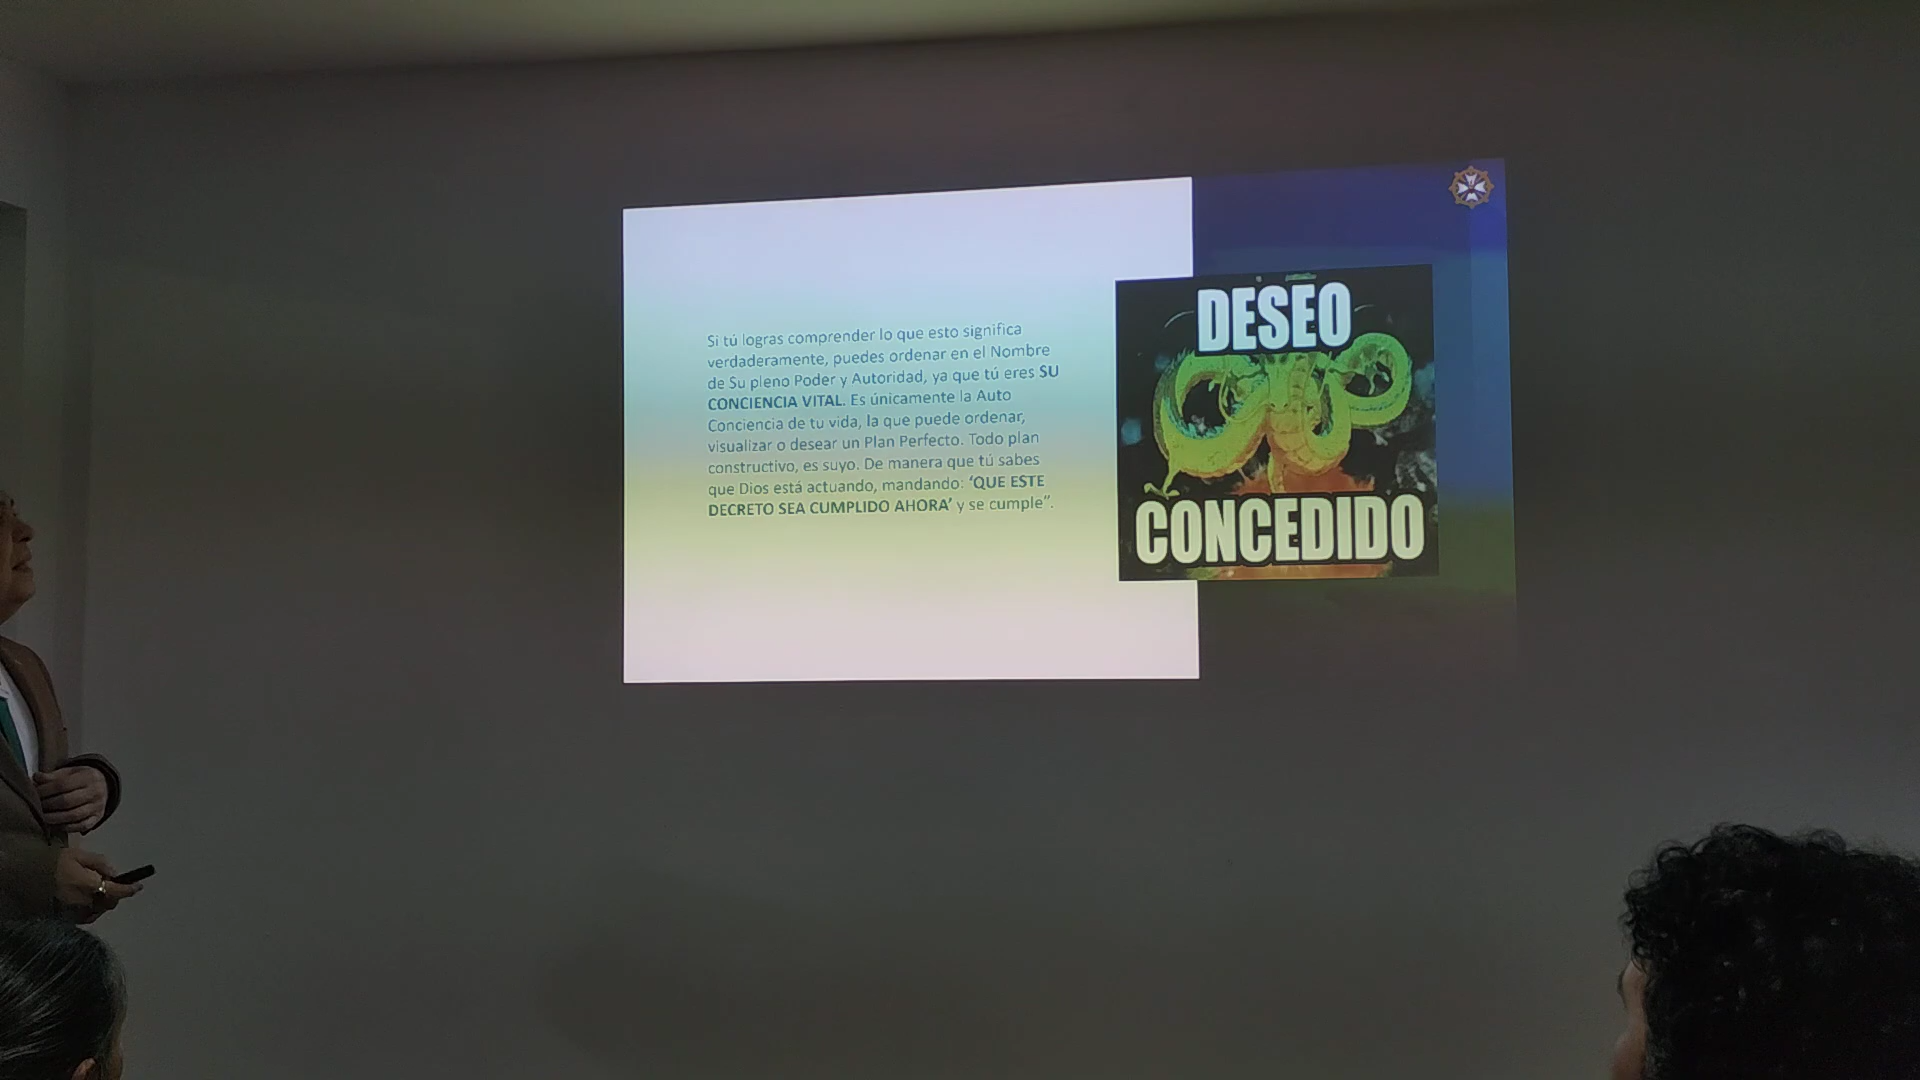 Si tú logras comprender lo que esto significa
verdaderamente, puedes ordenar en el Nombre
de Su pleno Poder y Autoridad, ya que tú eres SU
CONCIENCIA VITAL. Es únicamente la Auto
Conciencia de tu vida, la que puede ordenar,
visualizar o desear un Plan Perfecto. Todo plan
constructivo, es suyo. De manera que tú sabes
que Dios está actuando, mandando: ‘QUE ESTE
DECRETO SEA CUMPLIDO AHORA’ y se cumple”.
DESEO
CONCEDIDO